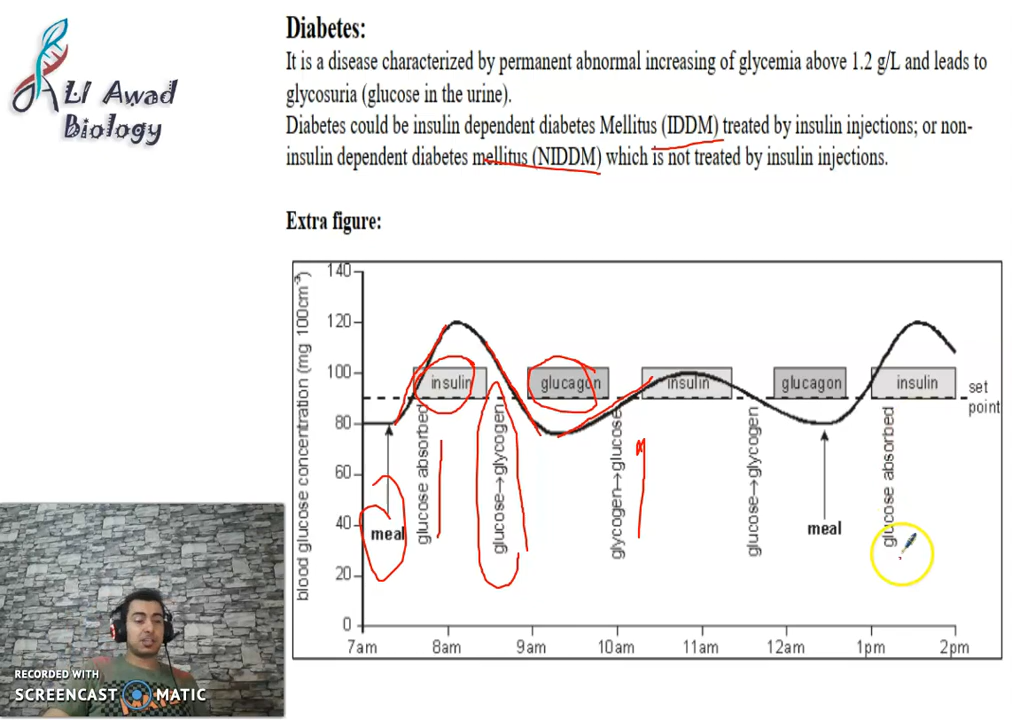 ALI Awad
Biology
Diabetes:
It is a disease characterized by permanent abnormal increasing of glycemia above 1.2 g/L and leads to
glycosuria (glucose in the urine).
Diabetes could be insulin dependent diabetes Mellitus (IDDM) treated by insulin injections; or non-
insulin dependent diabetes mellitus (NIDDM) which is not treated by insulin injections.
Extra figure:
blood glucose concentration (mg 100cm⁻³)
140
120
100
80
60
40
20
0
insulin
glucagon
insulin
glucagon
insulin
set
point
glucose absorbed
glucose→glycogen
glycogen→glucose
glucose→glycogen
glucose absorbed
meal
meal
7am 8am 9am 10am 11am 12am 1pm 2pm
RECORDED WITH
SCREENCAST MATIC